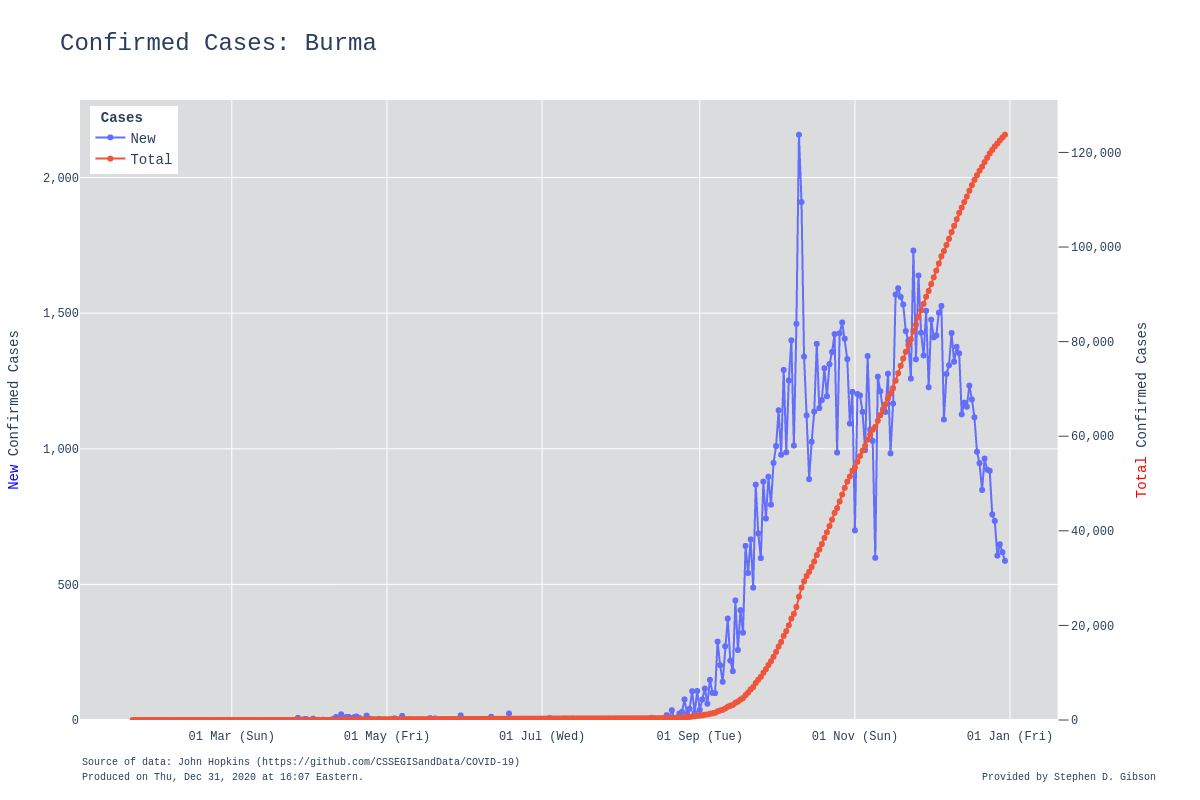 Confirmed Cases: Burma
Cases
New
Total
2,000
1,500
1,000
500
0
120,000
100,000
80,000
60,000
40,000
20,000
0
New Confirmed Cases
Total Confirmed Cases
01 Mar (Sun)
01 May (Fri)
01 Jul (Wed)
01 Sep (Tue)
01 Nov (Sun)
01 Jan (Fri)
Source of data: John Hopkins (https://github.com/CSSEGISandData/COVID-19)
Produced on Thu, Dec 31, 2020 at 16:07 Eastern.
Provided by Stephen D. Gibson